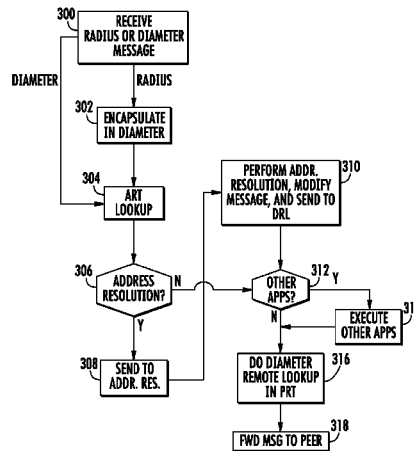 300
RECEIVE
RADIUS OR DIAMETER
MESSAGE
DIAMETER
RADIUS
302
ENCAPSULATE
IN DIAMETER
304
ART
LOOKUP
306
ADDRESS
RESOLUTION?
N
Y
308
SEND TO
ADDR. RES.
310
PERFORM ADDR.
RESOLUTION, MODIFY
MESSAGE, AND SEND TO
DRL
312
OTHER
APPS?
Y
N
31
EXECUTE
OTHER APPS
DO DIAMETER
REMOTE LOOKUP
IN PRT
316
318
FWD MSG TO PEER